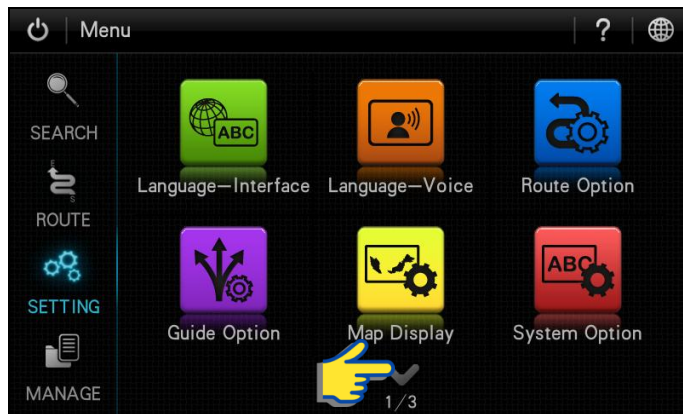 Menu
?
SEARCH
ROUTE
SETTING
MANAGE
ABC
Language—Interface
Language—Voice
Route Option
Guide Option
Map Display
ABC
System Option
1/3